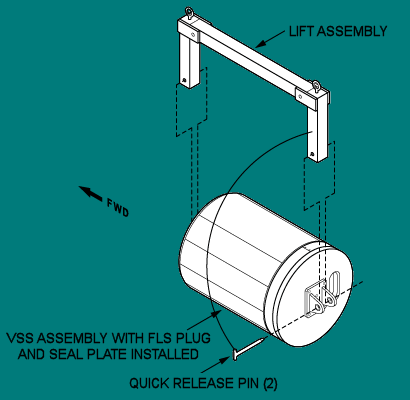 LIFT ASSEMBLY
FWD
VSS ASSEMBLY WITH FLS PLUG
AND SEAL PLATE INSTALLED
QUICK RELEASE PIN (2)